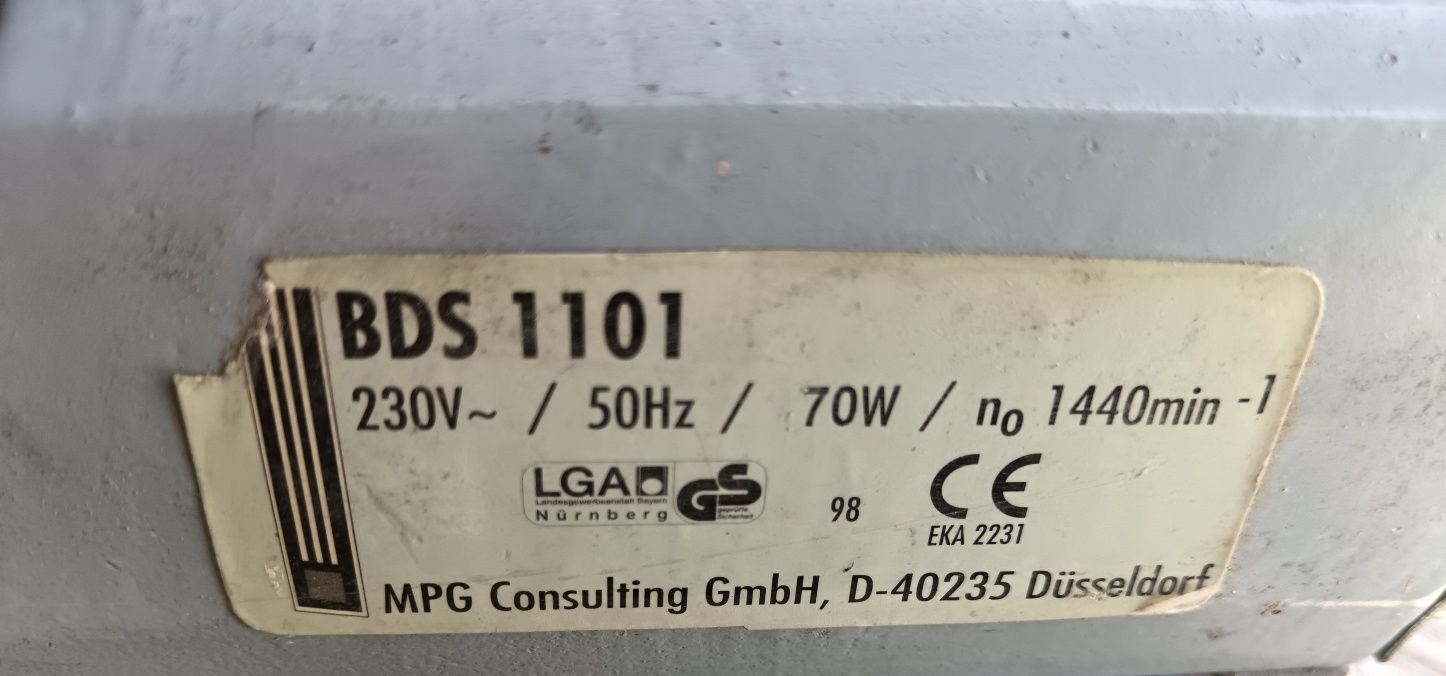 BDS 1101
230V~ / 50Hz / 70W / n₀ 1440min -1
LGA GS
Landesgewerbeanstalt Bayern geprüfte
Nürnberg Sicherheit
98 CE
EKA 2231
MPG Consulting GmbH, D-40235 Düsseldorf